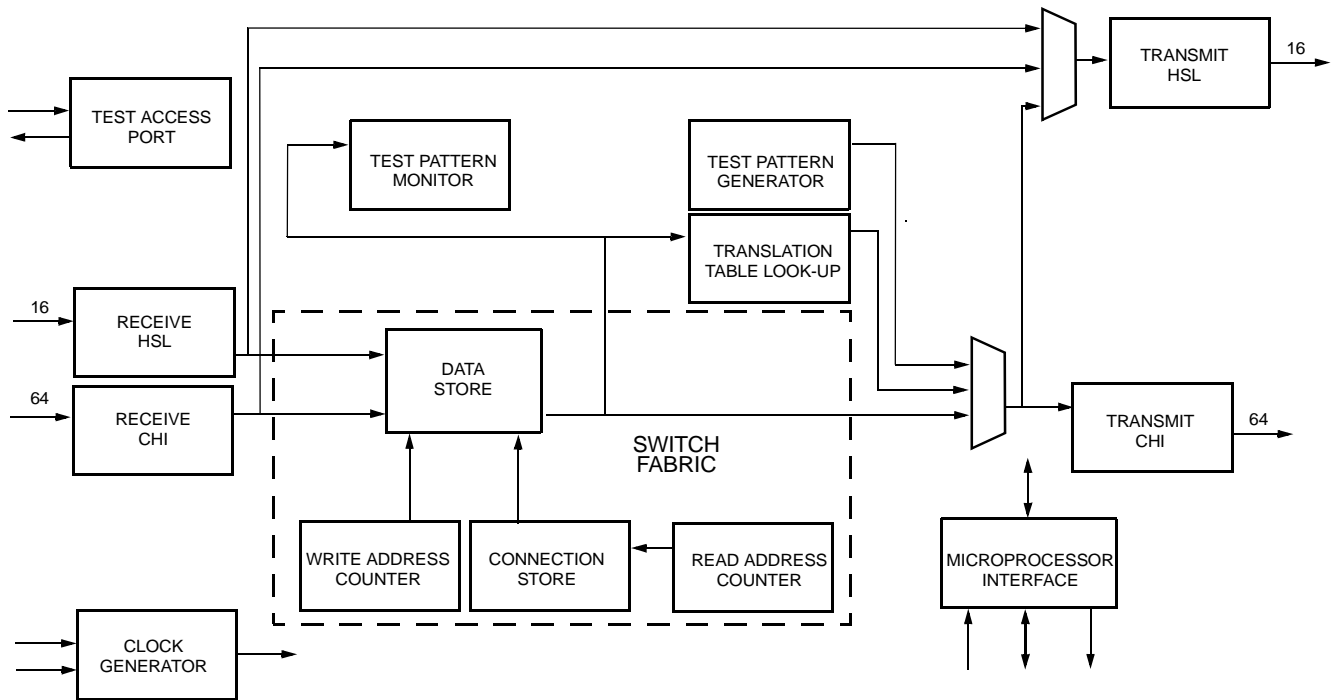 16
TRANSMIT
HSL
TEST ACCESS
PORT
TEST PATTERN
MONITOR
TEST PATTERN
GENERATOR
TRANSLATION
TABLE LOOK-UP
16
RECEIVE
HSL
DATA
STORE
64
RECEIVE
CHI
TRANSMIT
CHI
64
SWITCH
FABRIC
WRITE ADDRESS
COUNTER
CONNECTION
STORE
READ ADDRESS
COUNTER
MICROPROCESSOR
INTERFACE
CLOCK
GENERATOR